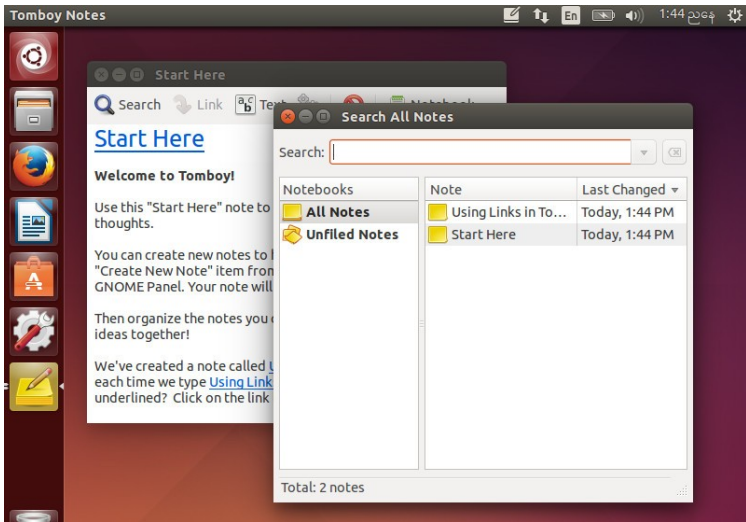 Tomboy Notes
En
1:44 ညနေ
Start Here
Search
Link
Start Here
Welcome to Tomboy!
Use this "Start Here" note to
thoughts.
You can create new notes to
"Create New Note" item from
GNOME Panel. Your note will
Then organize the notes you
ideas together!
We've created a note called
each time we type Using Link
underlined? Click on the link
Search All Notes
Search:
Notebooks
All Notes
Unfiled Notes
Note
Last Changed
Using Links in To...
Today, 1:44 PM
Start Here
Today, 1:44 PM
Total: 2 notes